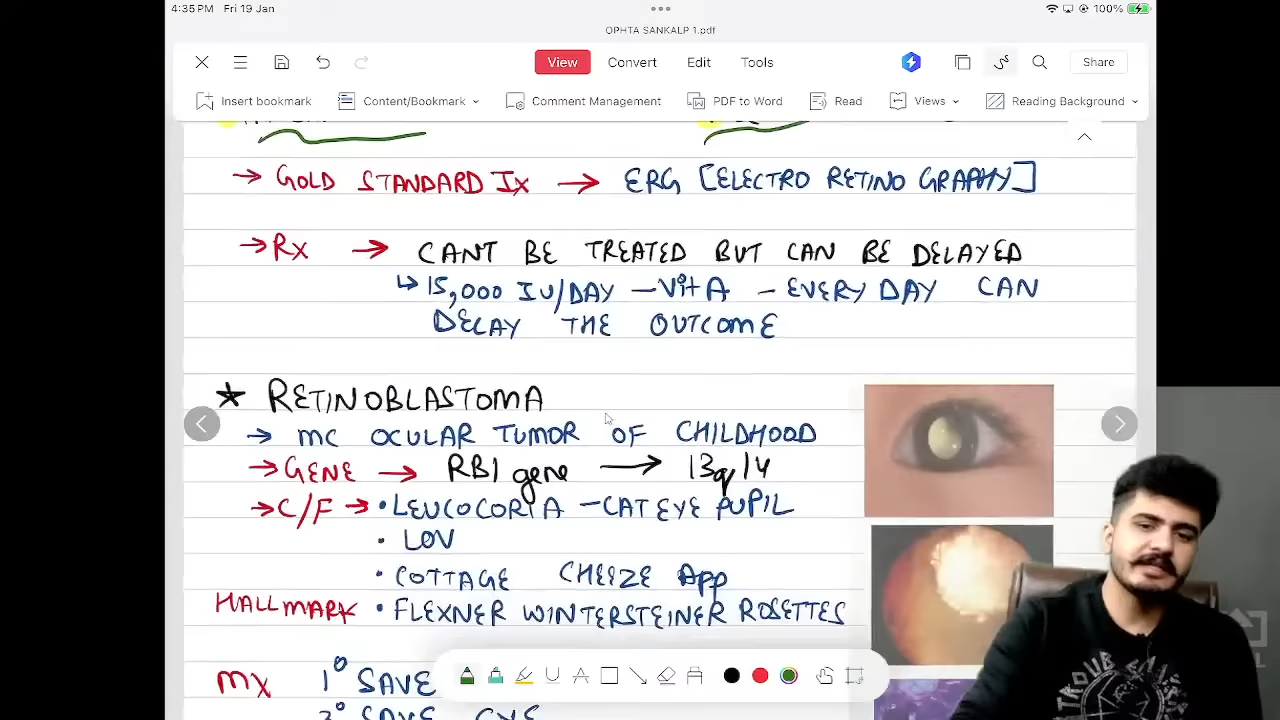 4:35 PM Fri 19 Jan
100%
OPHTA SANKALP 1.pdf
View Convert Edit Tools Share
Insert bookmark Content/Bookmark Comment Management PDF to Word Read Views Reading Background
→ GOLD STANDARD Ix → ERG [ELECTRO RETINO GRAPHY]
→ Rx → CANT BE TREATED BUT CAN BE DELAYED
↳ 15,000 IU/DAY – Vit A – EVERY DAY CAN
DELAY THE OUTCOME
★ RETINOBLASTOMA
→ MC OCULAR TUMOR OF CHILDHOOD
→ GENE → RB1 gene → 13q14
→ C/F → • LEUCOCORIA – CAT EYE PUPIL
• LOV
• COTTAGE CHEEZE App
HALLMARK • FLEXNER WINTERSTEINER ROSETTES
Mx 1° SAVE
2° SAVE EYE